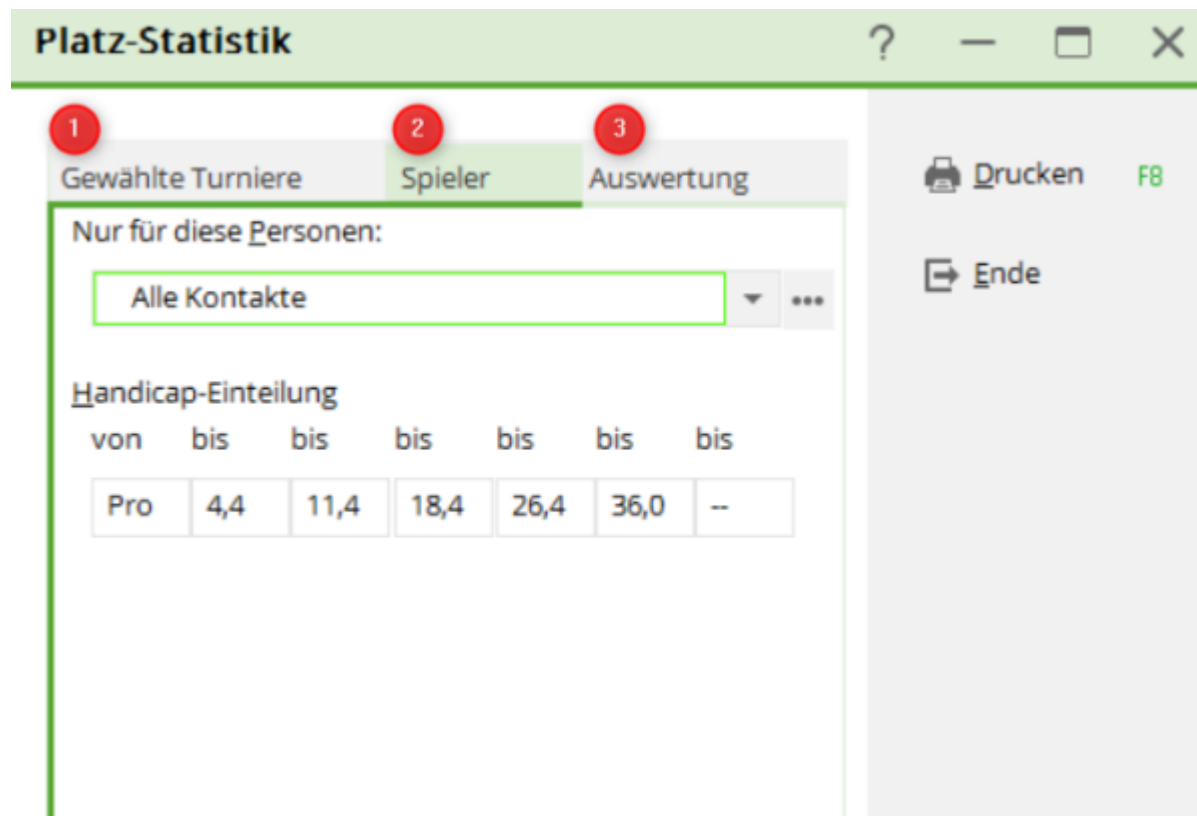 Platz-Statistik ?
1 2 3
Gewählte Turniere Spieler Auswertung
Drucken F8
Nur für diese Personen:
Ende
Alle Kontakte
Handicap-Einteilung
von bis bis bis bis bis bis
Pro 4,4 11,4 18,4 26,4 36,0 --